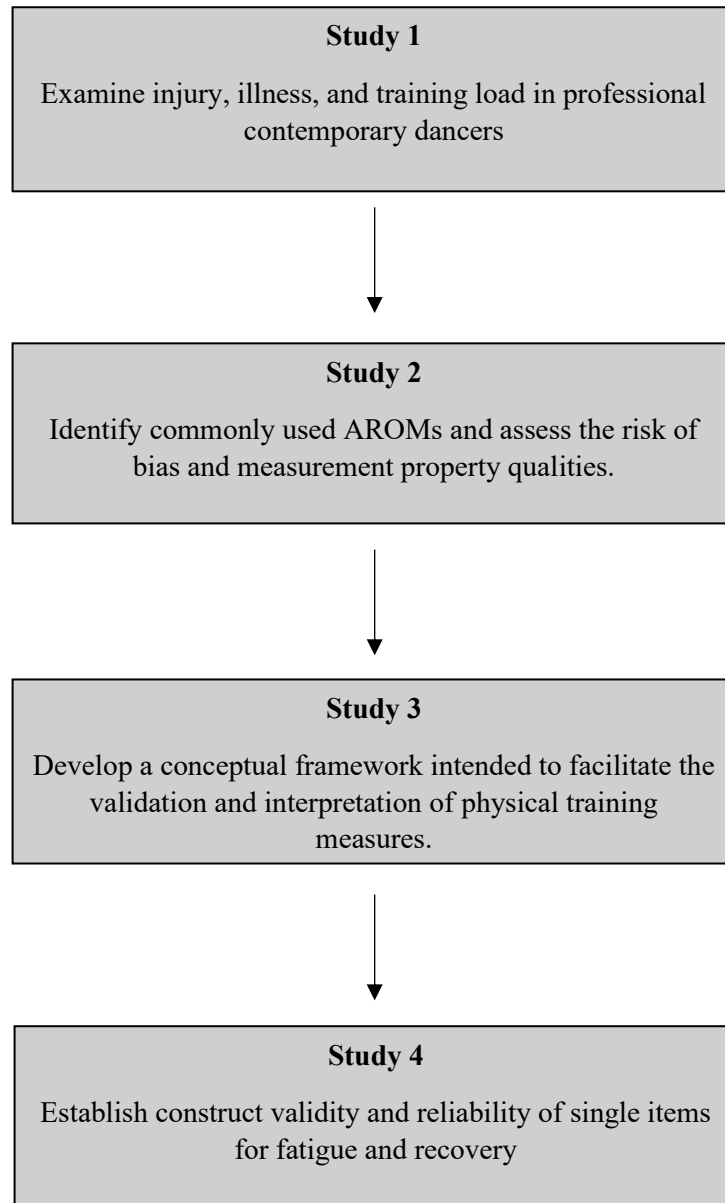 Study 1
Examine injury, illness, and training load in professional
contemporary dancers
Study 2
Identify commonly used AROMs and assess the risk of
bias and measurement property qualities.
Study 3
Develop a conceptual framework intended to facilitate the
validation and interpretation of physical training
measures.
Study 4
Establish construct validity and reliability of single items
for fatigue and recovery